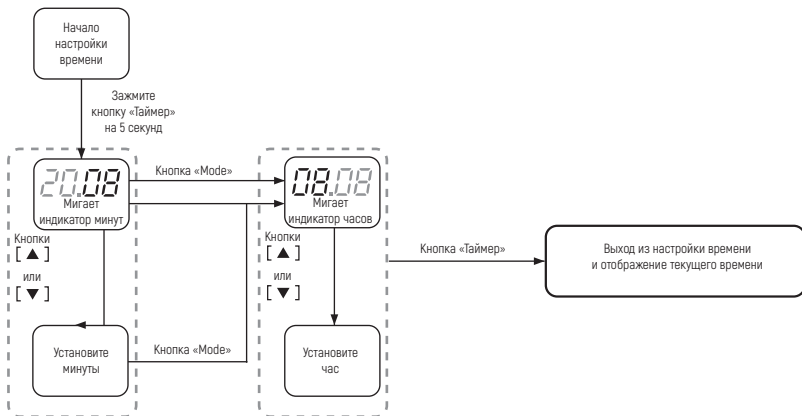 Начало
настройки
времени
Зажмите
кнопку «Таймер»
на 5 секунд
20.08
Мигает
индикатор минут
Кнопка «Mode»
08.08
Мигает
индикатор часов
Кнопки
[ ▲ ]
или
[ ▼ ]
Кнопки
[ ▲ ]
или
[ ▼ ]
Кнопка «Таймер»
Выход из настройки времени
и отображение текущего времени
Установите
минуты
Кнопка «Mode»
Установите
час